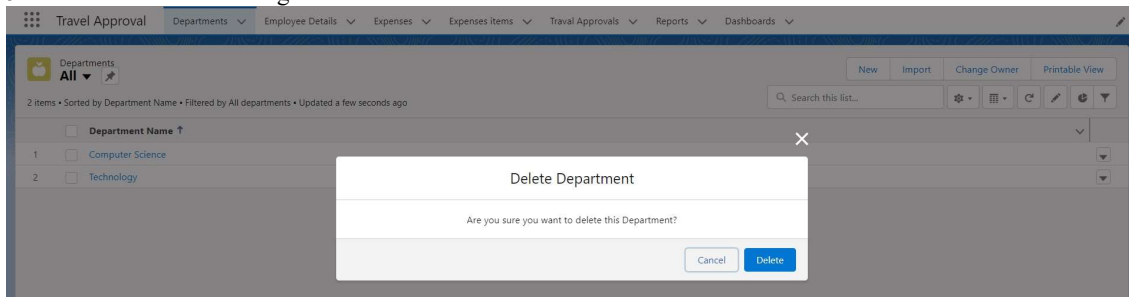 Travel Approval Departments Employee Details Expenses Expenses items Traval Approvals Reports Dashboards
Departments
All
New Import Change Owner Printable View
2 items • Sorted by Department Name • Filtered by All departments • Updated a few seconds ago
Search this list...
Department Name ↑
1 Computer Science
2 Technology
Delete Department
Are you sure you want to delete this Department?
Cancel Delete